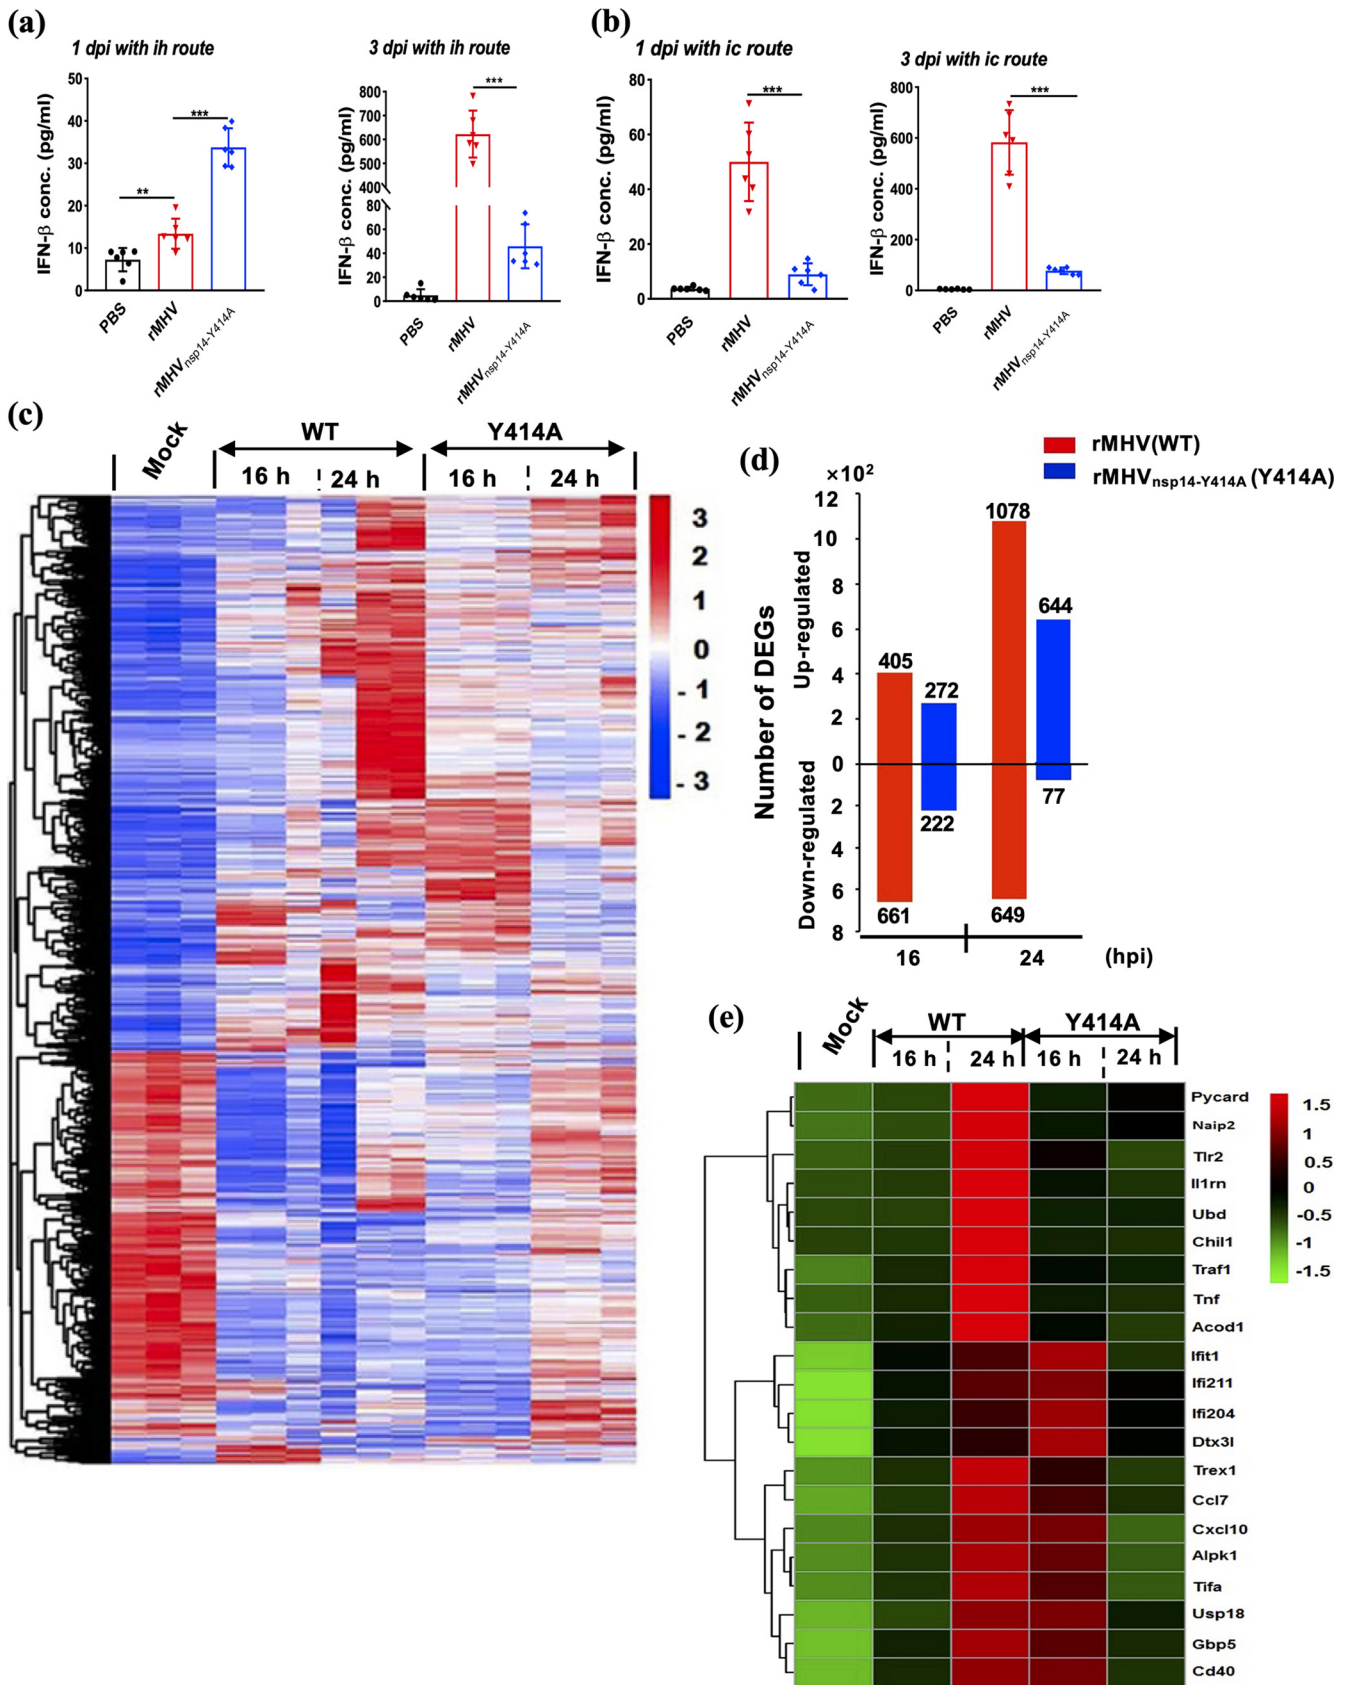 (a)
1 dpi with ih route
IFN-β conc. (pg/ml)
50
40
30
20
10
0
**
***
PBS
rMHV
rMHVnsp14-Y414A
3 dpi with ih route
IFN-β conc. (pg/ml)
800
700
600
500
400
80
60
40
20
0
***
PBS
rMHV
rMHVnsp14-Y414A
(b)
1 dpi with ic route
IFN-β conc. (pg/ml)
80
60
40
20
0
***
PBS
rMHV
rMHVnsp14-Y414A
3 dpi with ic route
IFN-β conc. (pg/ml)
800
600
400
200
0
***
PBS
rMHV
rMHVnsp14-Y414A
(c)
Mock
WT
Y414A
16 h
24 h
16 h
24 h
3
2
1
0
- 1
- 2
- 3
(d)
rMHV(WT)
rMHVnsp14-Y414A (Y414A)
×10²
Number of DEGs
Up-regulated
Down-regulated
12
10
8
6
4
2
0
2
4
6
8
405
272
1078
644
661
222
649
77
16
24
(hpi)
(e)
Mock
WT
Y414A
16 h
24 h
16 h
24 h
Pycard
Naip2
Tlr2
Il1rn
Ubd
Chil1
Traf1
Tnf
Acod1
Ifit1
Ifi211
Ifi204
Dtx3l
Trex1
Ccl7
Cxcl10
Alpk1
Tifa
Usp18
Gbp5
Cd40
1.5
1
0.5
0
-0.5
-1
-1.5